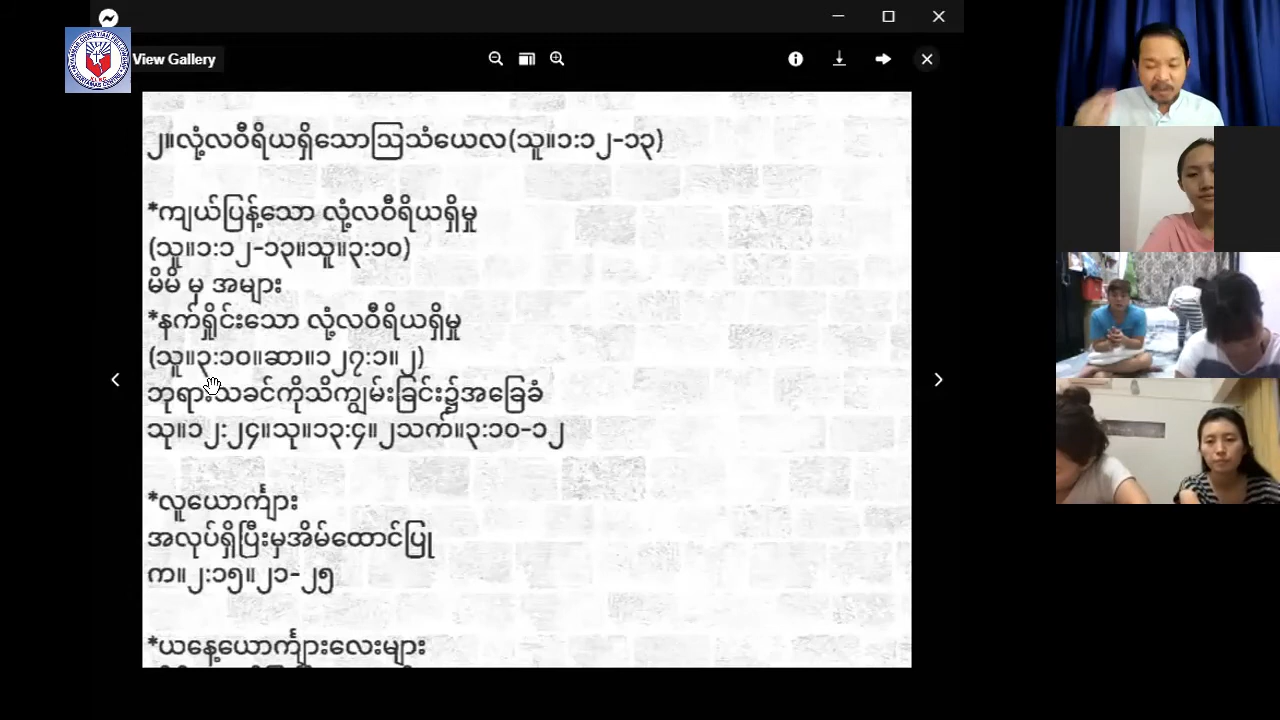 View Gallery
၂။လုံ့လဝီရိယရှိသောဩသံယေလ(သူ။၁:၁၂-၁၃)
*ကျယ်ပြန့်သော လုံ့လဝီရိယရှိမှု
(သူ။၁:၁၂-၁၃။သူ။၃:၁၀)
မိမိ မှ အများ
*နက်ရှိုင်းသော လုံ့လဝီရိယရှိမှု
(သူ။၃:၁၀။ဆာ။၁၂၇:၁။၂)
ဘုရားသခင်ကိုသိကျွမ်းခြင်း၌အခြေခံ
သု။၁၂:၂၄။သု။၁၃:၄။၂သက်။၃:၁၀-၁၂
*လူယောင်္ကျား
အလုပ်ရှိပြီးမှအိမ်ထောင်ပြု
က။၂:၁၅။၂၁-၂၅
*ယနေ့ယောင်္ကျားလေးများ